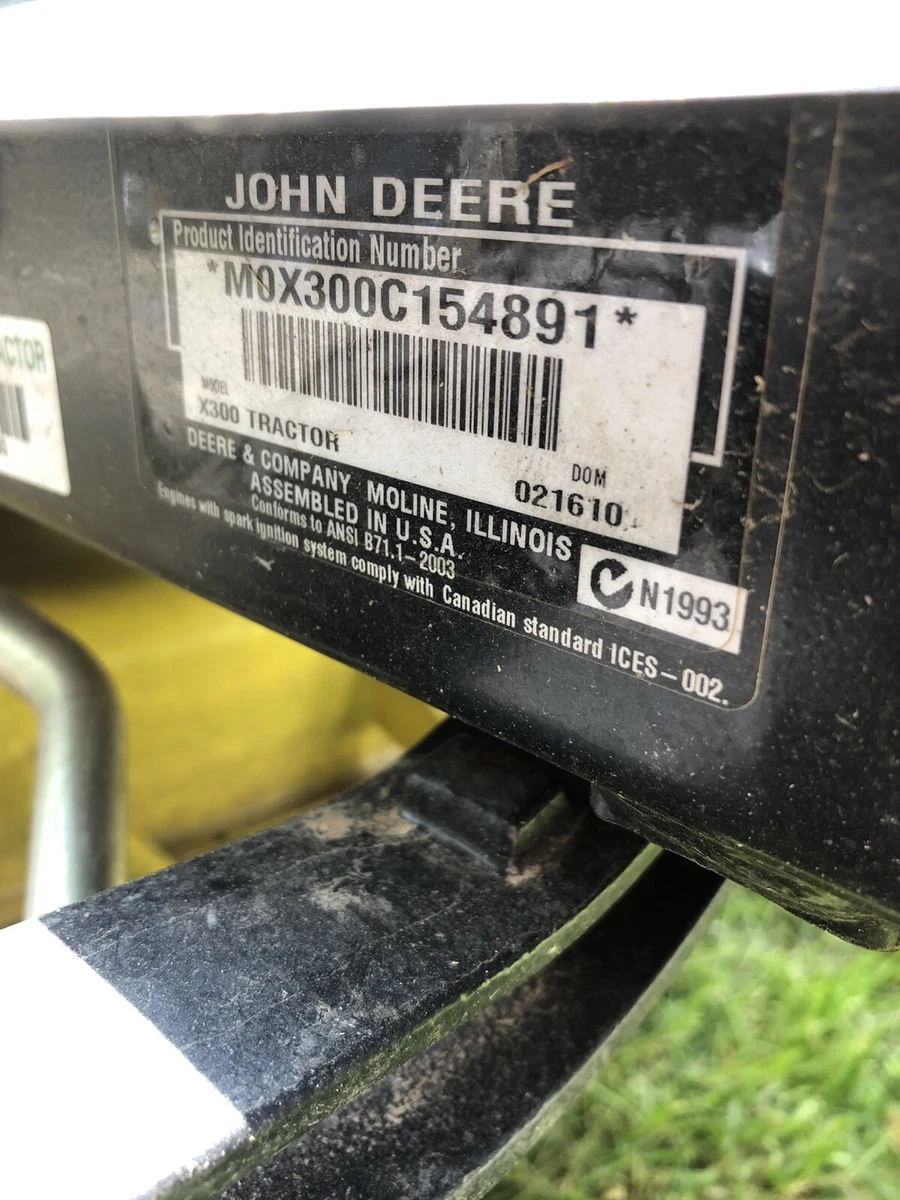 JOHN DEERE
Product Identification Number
*M0X300C154891*
MODEL
X300 TRACTOR
DOM
021610
DEERE & COMPANY MOLINE, ILLINOIS
ASSEMBLED IN U.S.A.
Conforms to ANSI B71.1-2003
Engines with spark ignition system comply with Canadian standard ICES-002.
N1993
ACTOR